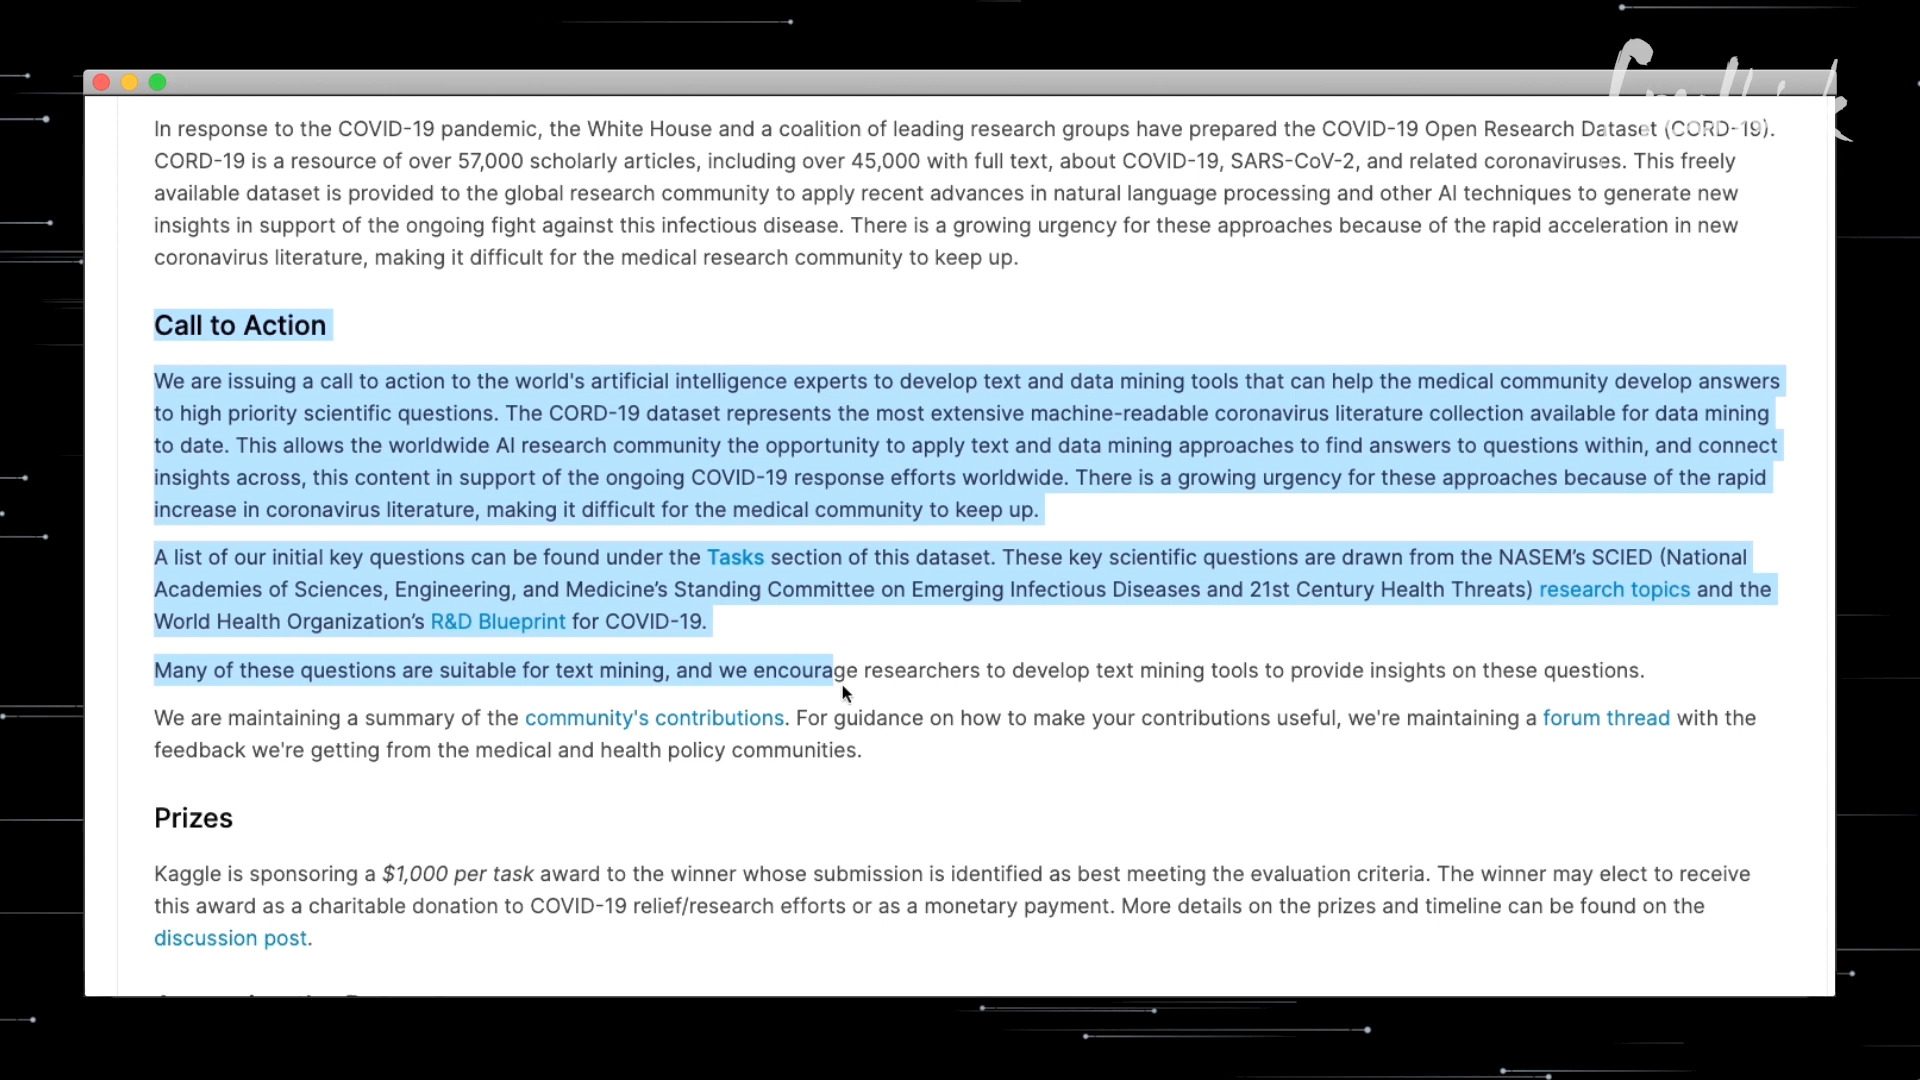 In response to the COVID-19 pandemic, the White House and a coalition of leading research groups have prepared the COVID-19 Open Research Dataset (CORD-19).
CORD-19 is a resource of over 57,000 scholarly articles, including over 45,000 with full text, about COVID-19, SARS-CoV-2, and related coronaviruses. This freely
available dataset is provided to the global research community to apply recent advances in natural language processing and other AI techniques to generate new
insights in support of the ongoing fight against this infectious disease. There is a growing urgency for these approaches because of the rapid acceleration in new
coronavirus literature, making it difficult for the medical research community to keep up.
Call to Action
We are issuing a call to action to the world's artificial intelligence experts to develop text and data mining tools that can help the medical community develop answers
to high priority scientific questions. The CORD-19 dataset represents the most extensive machine-readable coronavirus literature collection available for data mining
to date. This allows the worldwide AI research community the opportunity to apply text and data mining approaches to find answers to questions within, and connect
insights across, this content in support of the ongoing COVID-19 response efforts worldwide. There is a growing urgency for these approaches because of the rapid
increase in coronavirus literature, making it difficult for the medical community to keep up.
A list of our initial key questions can be found under the Tasks section of this dataset. These key scientific questions are drawn from the NASEM's SCIED (National
Academies of Sciences, Engineering, and Medicine's Standing Committee on Emerging Infectious Diseases and 21st Century Health Threats) research topics and the
World Health Organization's R&D Blueprint for COVID-19.
Many of these questions are suitable for text mining, and we encourage researchers to develop text mining tools to provide insights on these questions.
We are maintaining a summary of the community's contributions. For guidance on how to make your contributions useful, we're maintaining a forum thread with the
feedback we're getting from the medical and health policy communities.
Prizes
Kaggle is sponsoring a $1,000 per task award to the winner whose submission is identified as best meeting the evaluation criteria. The winner may elect to receive
this award as a charitable donation to COVID-19 relief/research efforts or as a monetary payment. More details on the prizes and timeline can be found on the
discussion post.